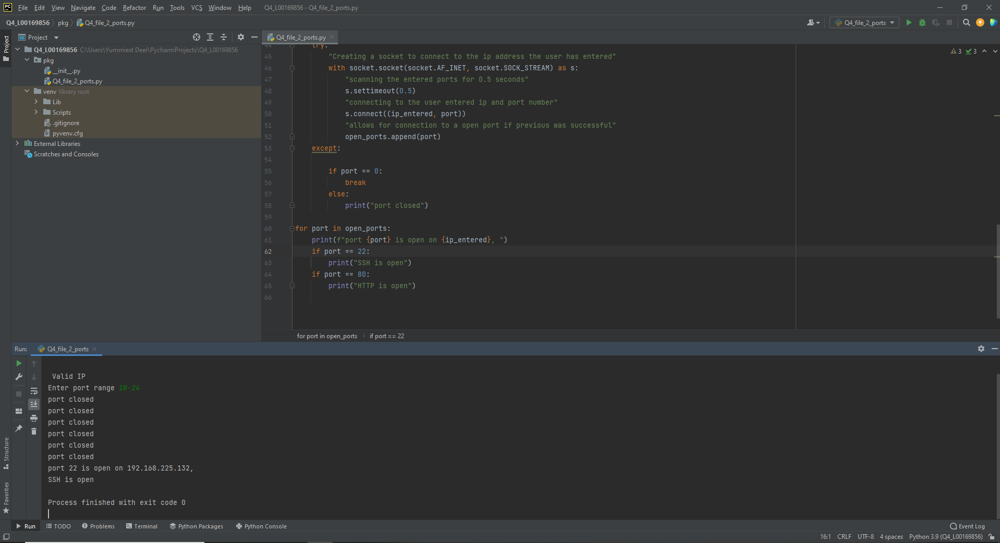 PC File Edit View Navigate Code Refactor Run Tools VCS Window Help Q4_L00169856 - Q4_file_2_ports.py
Q4_L00169856 pkg Q4_file_2_ports.py Q4_file_2_ports
Project
Project
Q4_L00169856 C:\Users\Yummiest Deer\PycharmProjects\Q4_L00169856
pkg
__init__.py
Q4_file_2_ports.py
venv library root
Lib
Scripts
.gitignore
pyvenv.cfg
External Libraries
Scratches and Consoles
Q4_file_2_ports.py
3 3
44 try:
45 "Creating a socket to connect to the ip address the user has entered"
46 with socket.socket(socket.AF_INET, socket.SOCK_STREAM) as s:
47 "scanning the entered ports for 0.5 seconds"
48 s.settimeout(0.5)
49 "connecting to the user entered ip and port number"
50 s.connect((ip_entered, port))
51 "allows for connection to a open port if previous was successful"
52 open_ports.append(port)
53 except:
54
55 if port == 0:
56 break
57 else:
58 print("port closed")
59
60 for port in open_ports:
61 print(f"port {port} is open on {ip_entered}, ")
62 if port == 22:
63 print("SSH is open")
64 if port == 80:
65 print("HTTP is open")
66
for port in open_ports if port == 22
Run: Q4_file_2_ports
Valid IP
Enter port range 18-24
port closed
port closed
port closed
port closed
port closed
port closed
port 22 is open on 192.168.225.132,
SSH is open
Process finished with exit code 0
Structure
Favorites
Run TODO Problems Terminal Python Packages Python Console Event Log
16:1 CRLF UTF-8 4 spaces Python 3.9 (Q4_L00169856)